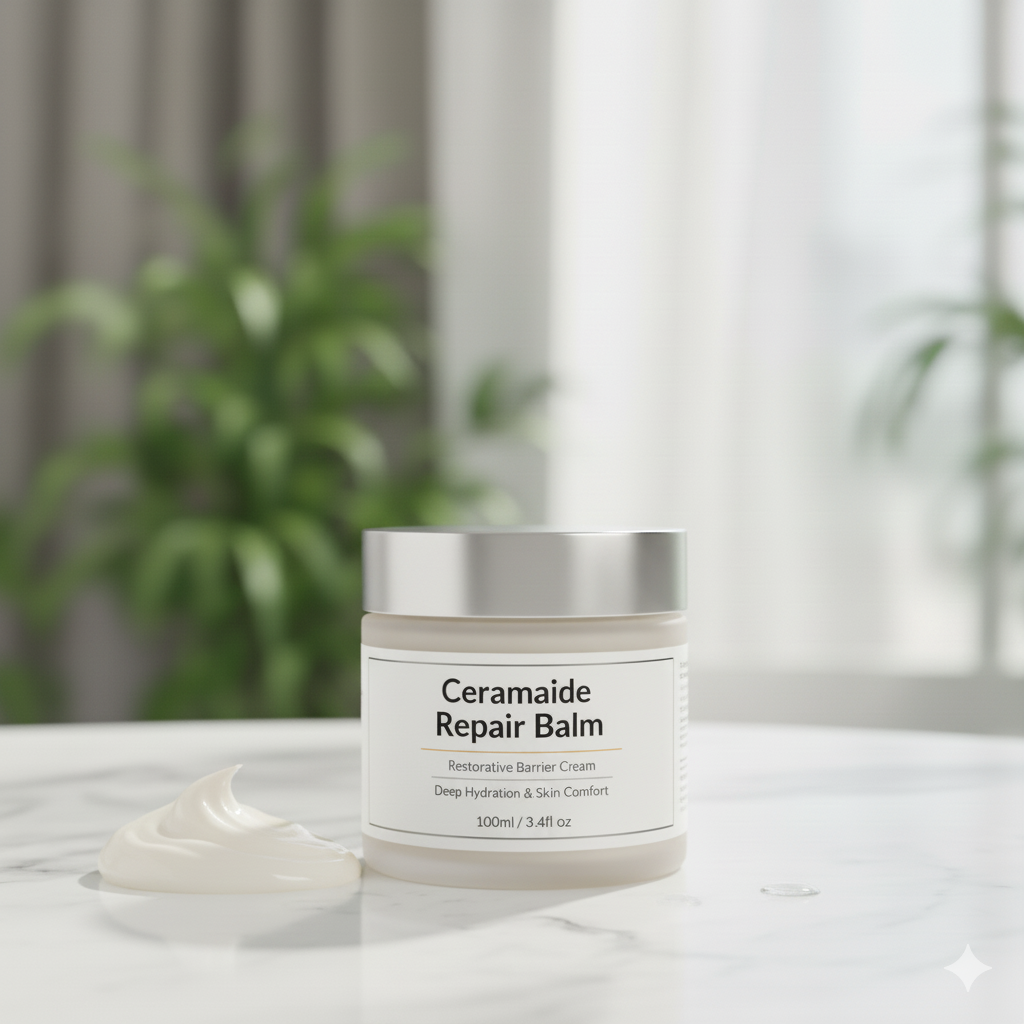 Ceramaide
Repair Balm
Restorative Barrier Cream
Deep Hydration & Skin Comfort
100ml / 3.4fl oz